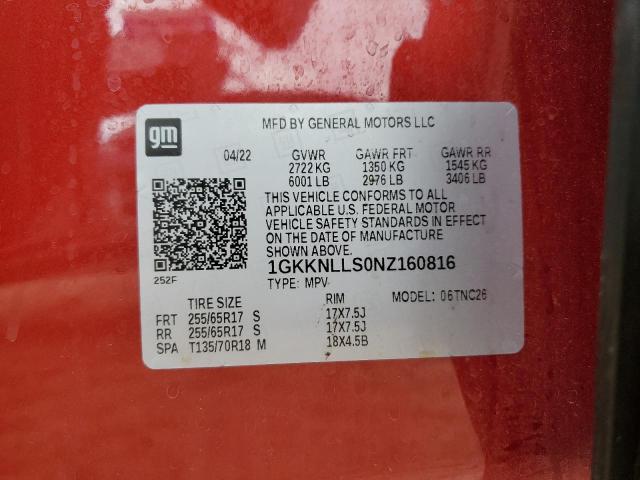 gm
MFD BY GENERAL MOTORS LLC
04/22 GVWR GAWR FRT GAWR RR
2722 KG 1350 KG 1545 KG
6001 LB 2976 LB 3406 LB
THIS VEHICLE CONFORMS TO ALL
APPLICABLE U.S. FEDERAL MOTOR
VEHICLE SAFETY STANDARDS IN EFFECT
ON THE DATE OF MANUFACTURE
SHOWN ABOVE.
252F
1GKKNLLS0NZ160816
TYPE: MPV MODEL: 06TNC26
TIRE SIZE RIM
FRT 255/65R17 S 17X7.5J
RR 255/65R17 S 17X7.5J
SPA T135/70R18 M 18X4.5B